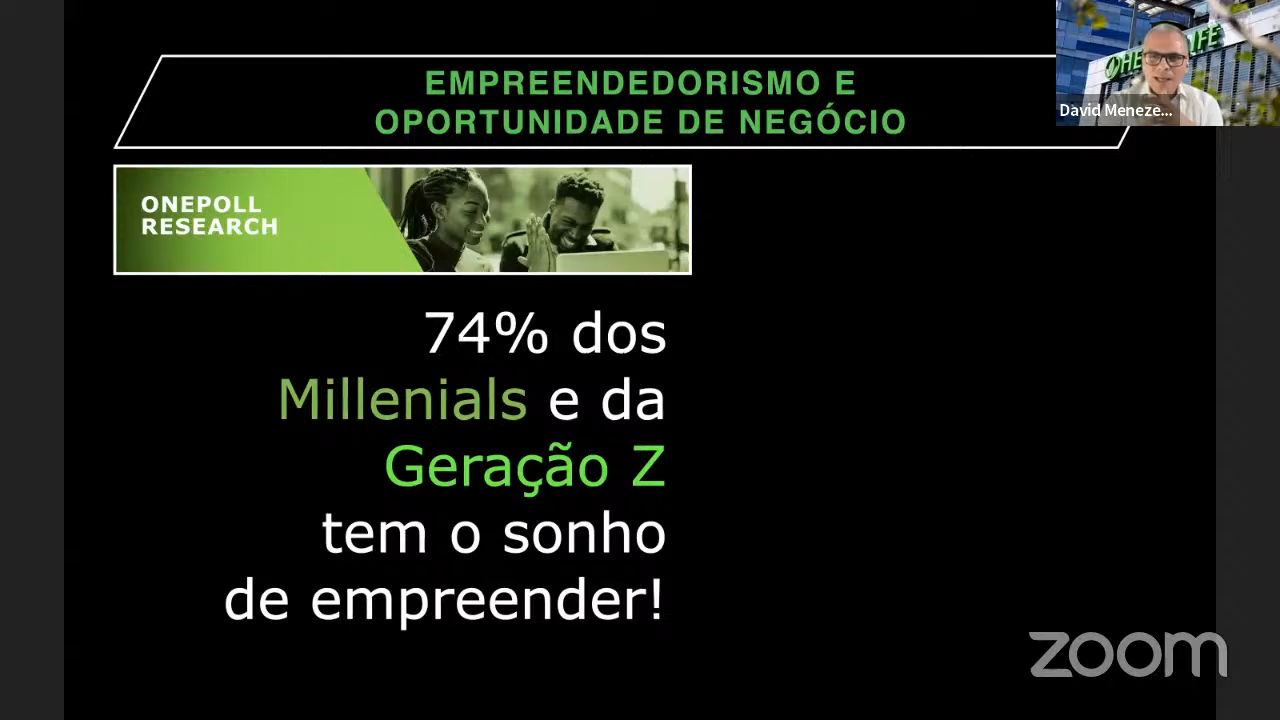 EMPREENDEDORISMO E
OPORTUNIDADE DE NEGÓCIO
David Meneze...
ONEPOLL
RESEARCH
74% dos
Millenials e da
Geração Z
tem o sonho
de empreender!
zoom